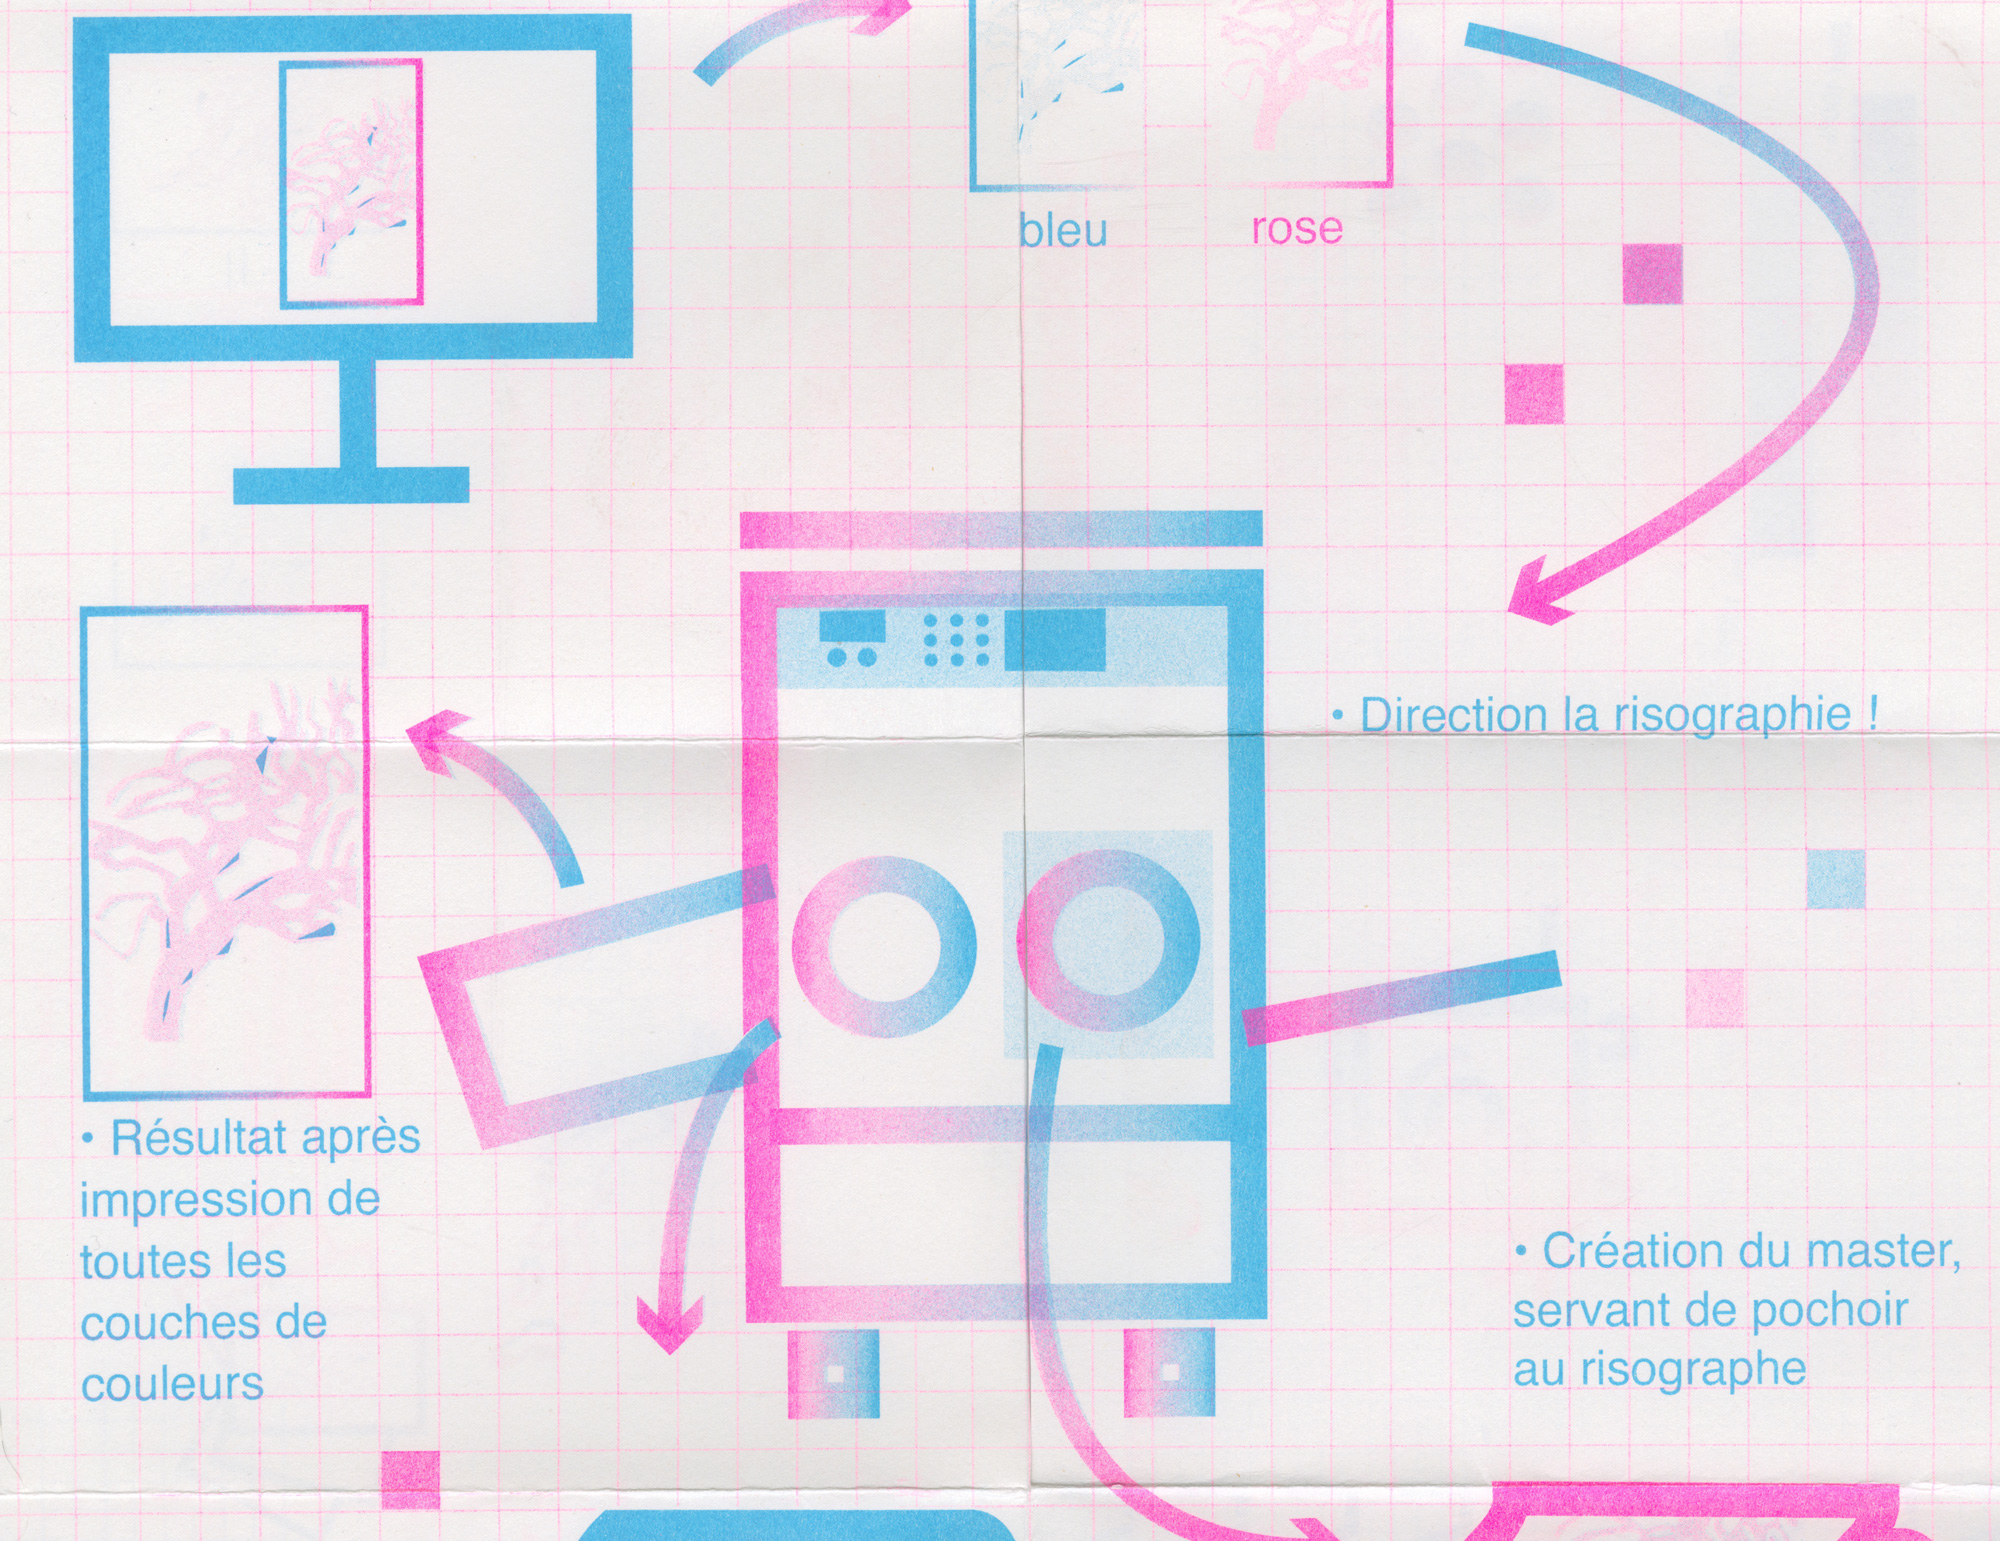 bleu
rose
• Direction la risographie !
• Résultat après
impression de
toutes les
couches de
couleurs
• Création du master,
servant de pochoir
au risographe